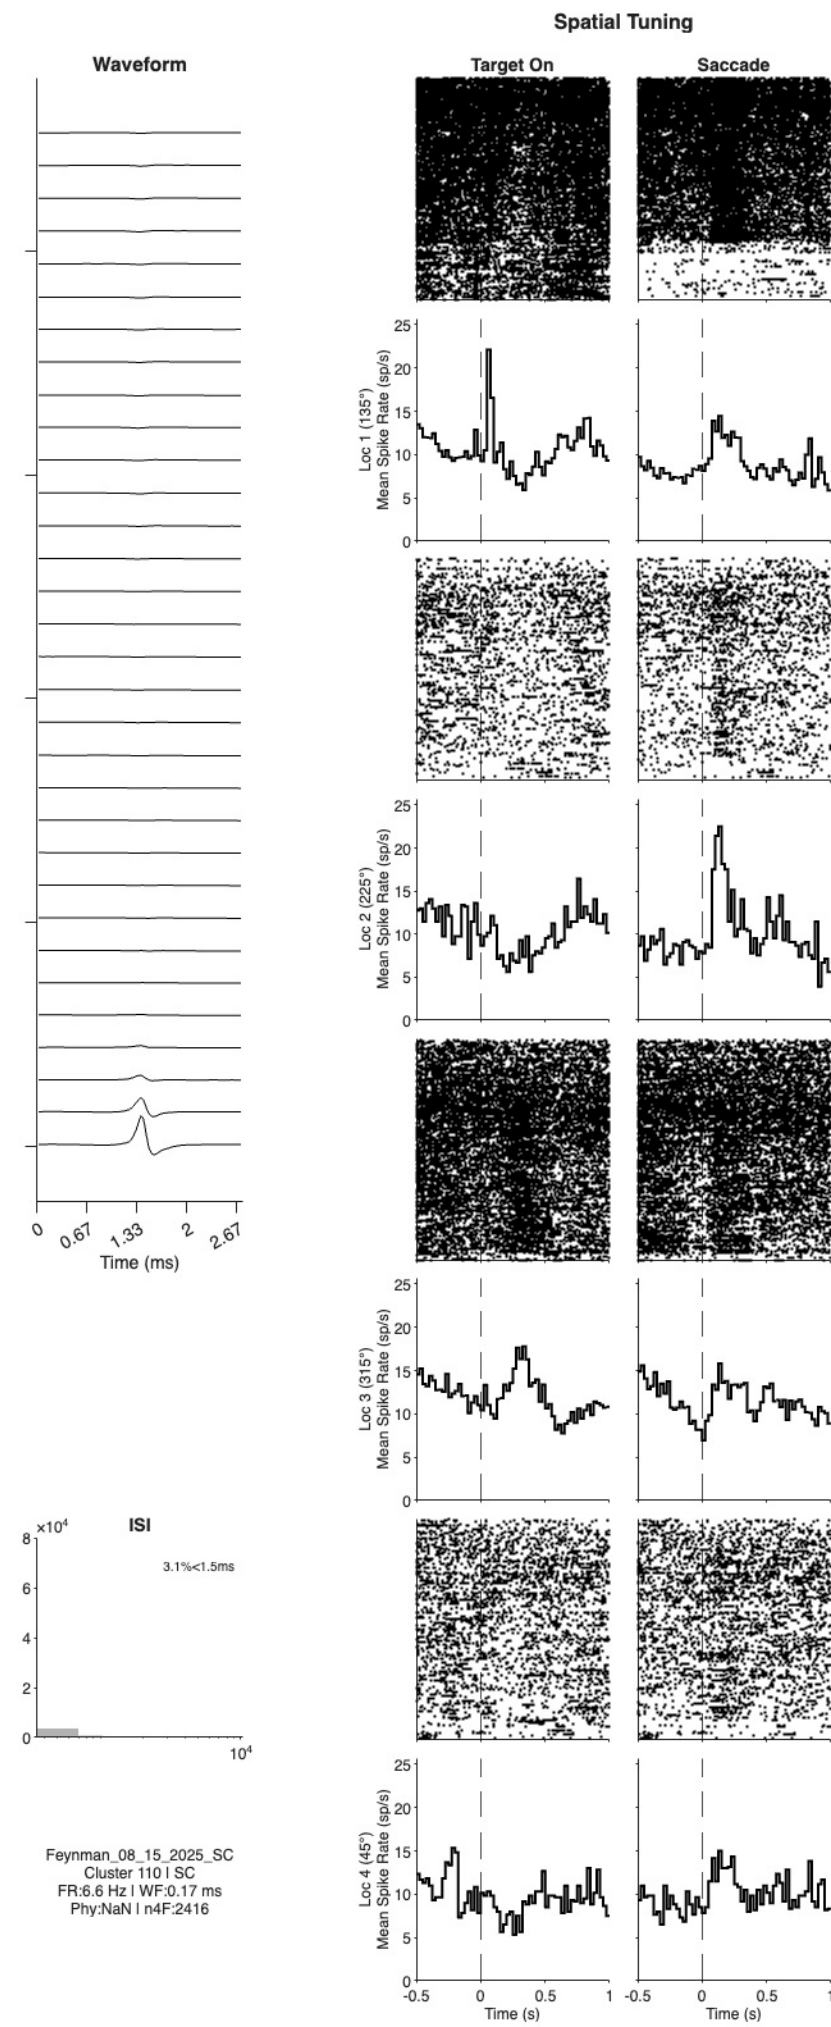 Spatial Tuning
Waveform
Target On
Saccade
25
20
15
10
5
0
Loc 1 (135°)
Mean Spike Rate (sp/s)
25
20
15
10
5
0
Loc 2 (225°)
Mean Spike Rate (sp/s)
0
0.67
1.33
2
2.67
Time (ms)
25
20
15
10
5
0
Loc 3 (315°)
Mean Spike Rate (sp/s)
ISI
×10⁴
8
6
4
2
0
3.1%<1.5ms
10⁴
25
20
15
10
5
0
Loc 4 (45°)
Mean Spike Rate (sp/s)
Feynman_08_15_2025_SC
Cluster 110 | SC
FR:6.6 Hz | WF:0.17 ms
Phy:NaN | n4F:2416
-0.5 0 0.5 1
Time (s)
-0.5 0 0.5 1
Time (s)